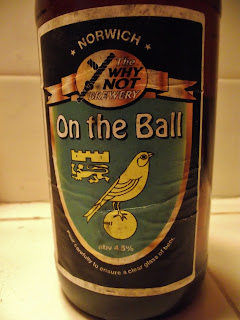 • NORWICH •
The
WHY
NOT
BREWERY
On the Ball
abv 4.5%
Pour carefully to ensure a clear glass of beer.